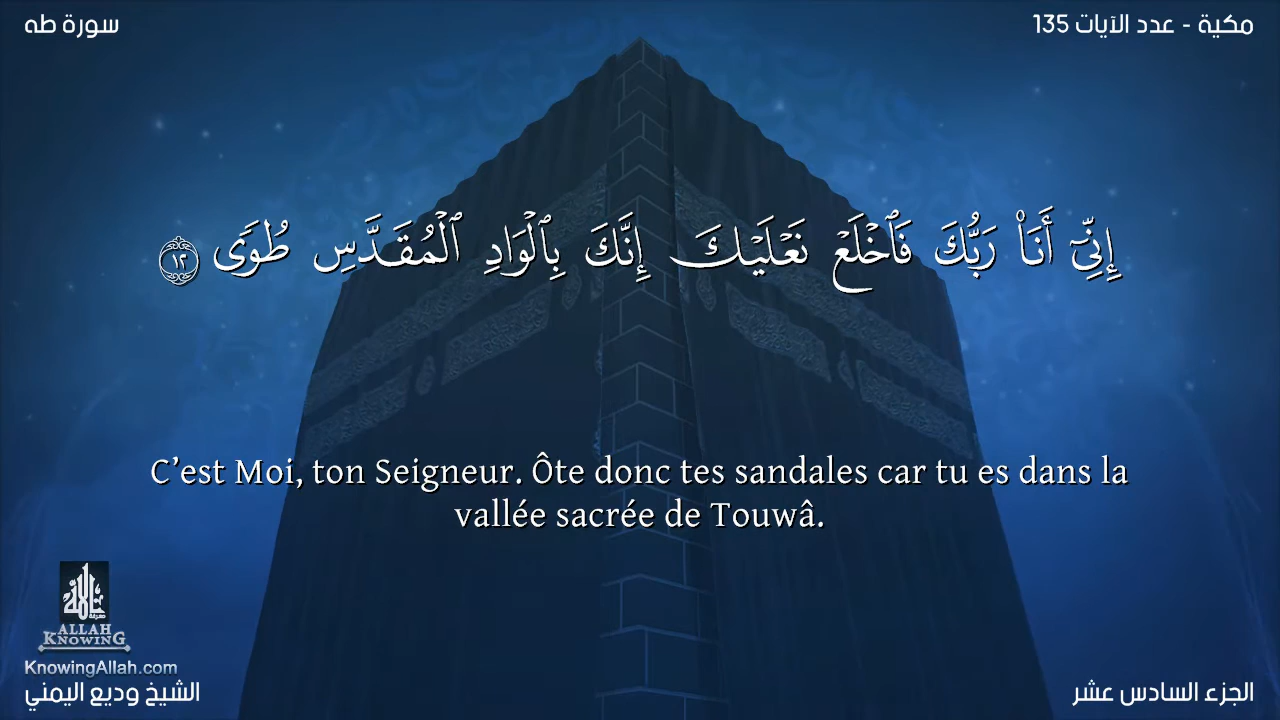 سورة طه
مكية - عدد الآيات 135
إِنِّىٓ أَنَا۠ رَبُّكَ فَٱخْلَعْ نَعْلَيْكَ إِنَّكَ بِٱلْوَادِ ٱلْمُقَدَّسِ طُوًى ١٢
C’est Moi, ton Seigneur. Ôte donc tes sandales car tu es dans la
vallée sacrée de Touwâ.
معرفة الله
ALLAH
KNOWING
KnowingAllah.com
الشيخ وديع اليمني
الجزء السادس عشر